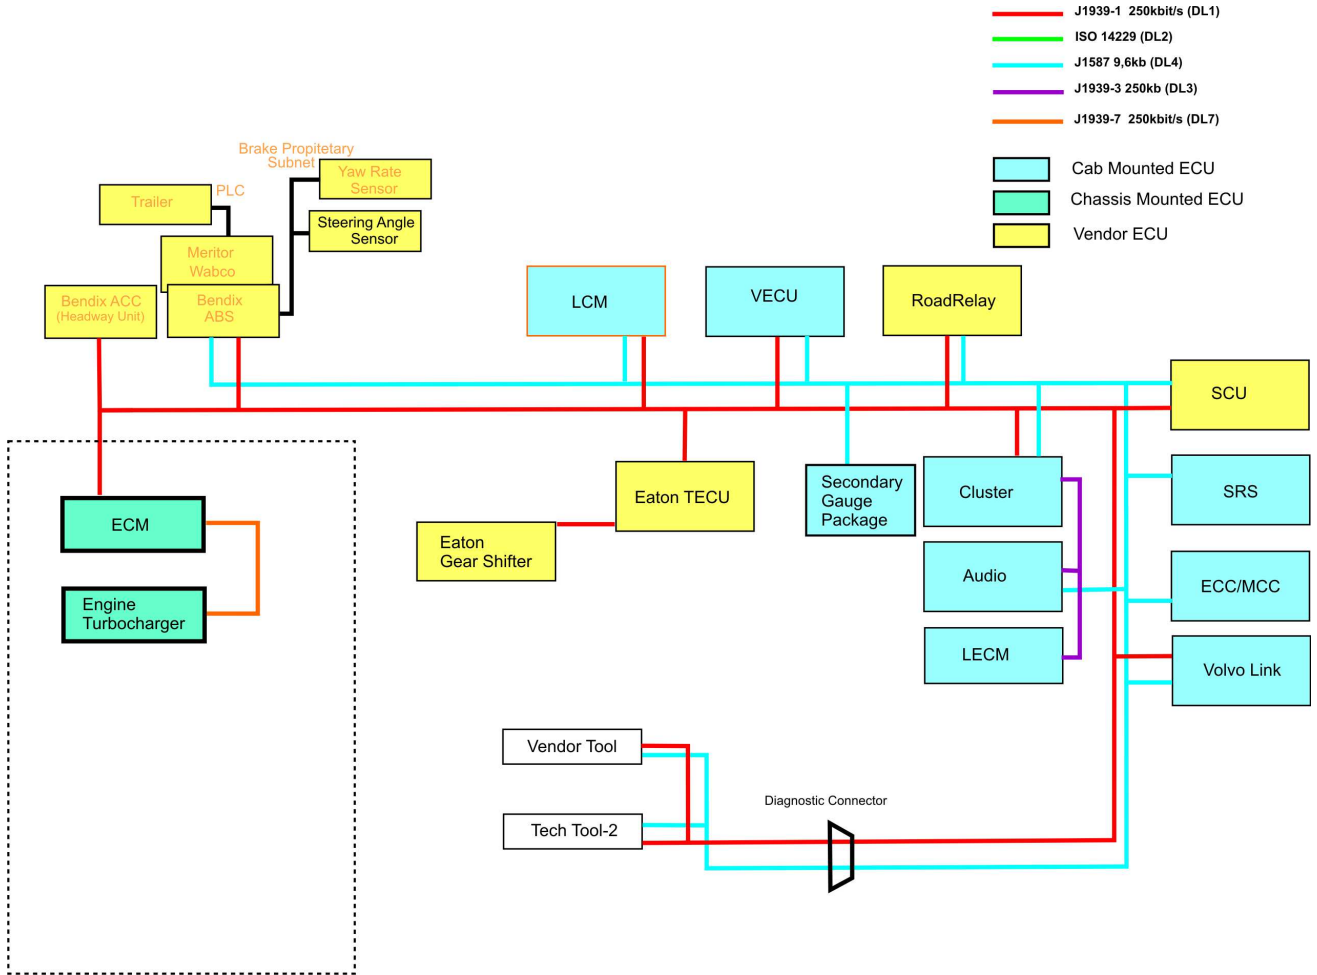 J1939-1 250kbit/s (DL1)
ISO 14229 (DL2)
J1587 9,6kb (DL4)
J1939-3 250kb (DL3)
J1939-7 250kbit/s (DL7)
Cab Mounted ECU
Chassis Mounted ECU
Vendor ECU
Brake Propitetary
Subnet
Yaw Rate
Sensor
PLC
Trailer
Steering Angle
Sensor
Meritor
Wabco
Bendix ACC
(Headway Unit)
Bendix
ABS
LCM
VECU
RoadRelay
SCU
Eaton TECU
Secondary
Gauge
Package
Cluster
SRS
ECM
Eaton
Gear Shifter
Audio
ECC/MCC
Engine
Turbocharger
LECM
Volvo Link
Vendor Tool
Diagnostic Connector
Tech Tool-2